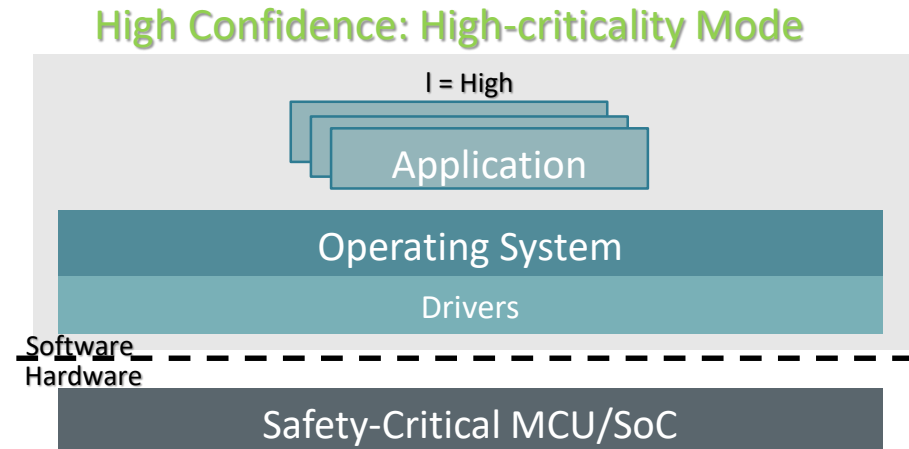 High Confidence: High-criticality Mode
l = High
Application
Operating System
Drivers
Software
Hardware
Safety-Critical MCU/SoC